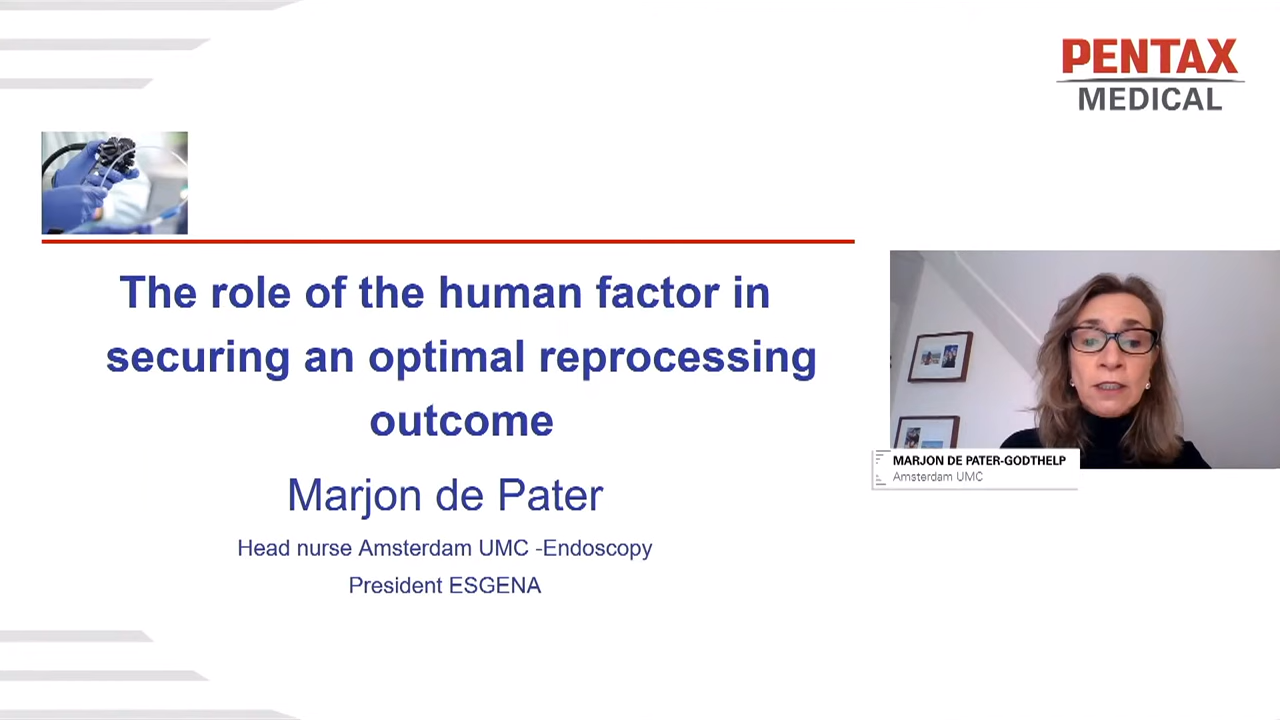 PENTAX
MEDICAL
The role of the human factor in
securing an optimal reprocessing
outcome
Marjon de Pater
Head nurse Amsterdam UMC -Endoscopy
President ESGENA
MARJON DE PATER-GODTHELP
Amsterdam UMC